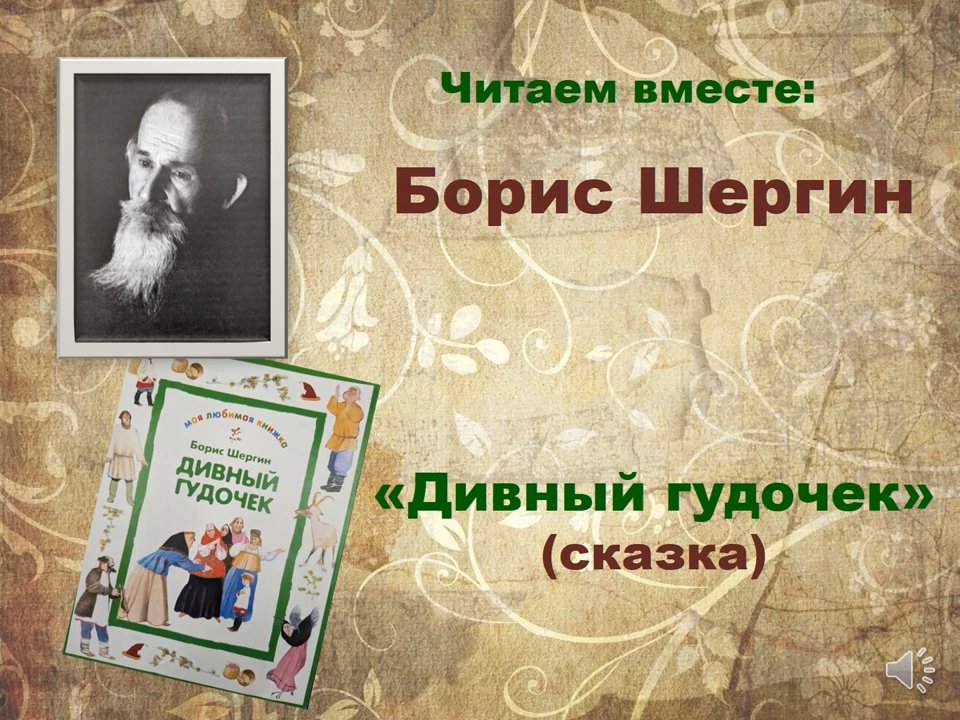 Читаем вместе:
Борис Шергин
моя любимая книжка
Борис Шергин
ДИВНЫЙ
ГУДОЧЕК
«Дивный гудочек»
(сказка)